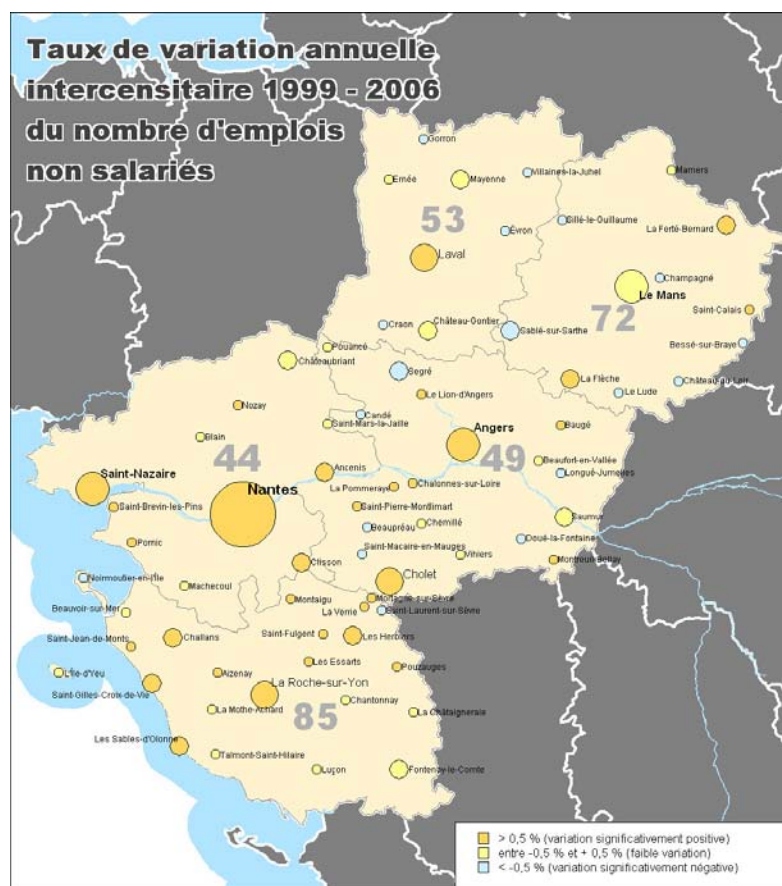 Taux de variation annuelle
intercensitaire 1999 - 2006
du nombre d'emplois
non salariés
Gorron
Ernée
Mayenne
Villaines-la-Juhel
Mamers
53
Sillé-le-Guillaume
La Ferté-Bernard
Évron
Laval
Champagné
Le Mans
Saint-Calais
72
Craon
Château-Gontier
Sablé-sur-Sarthe
Bessé-sur-Braye
Pouancé
Châteaubriant
Segré
La Flèche
Château-du-Loir
Le Lude
Le Lion-d'Angers
Nozay
Candé
Saint-Mars-la-Jaille
Baugé
Angers
Blain
44
49
Beaufort-en-Vallée
Longué-Jumelles
Saint-Nazaire
Ancenis
La Pommeraye
Chalonnes-sur-Loire
Nantes
Saint-Brevin-les-Pins
Saint-Pierre-Montlimart
Saumur
Beaupréau
Chemillé
Doué-la-Fontaine
Pornic
Saint-Macaire-en-Mauges
Vihiers
Montreuil-Bellay
Clisson
Noirmoutier-en-l'Île
Machecoul
Cholet
Montaigu
Mortagne-sur-Sèvre
La Verrie
Saint-Laurent-sur-Sèvre
Beauvoir-sur-Mer
Saint-Jean-de-Monts
Challans
Saint-Fulgent
Les Herbiers
Les Essarts
Pouzauges
L'Île-d'Yeu
Aizenay
Saint-Gilles-Croix-de-Vie
La Roche-sur-Yon
Chantonnay
La Mothe-Achard
85
La Châtaigneraie
Les Sables-d'Olonne
Talmont-Saint-Hilaire
Luçon
Fontenay-le-Comte
> 0,5 % (variation significativement positive)
entre -0,5 % et + 0,5 % (faible variation)
< -0,5 % (variation significativement négative)